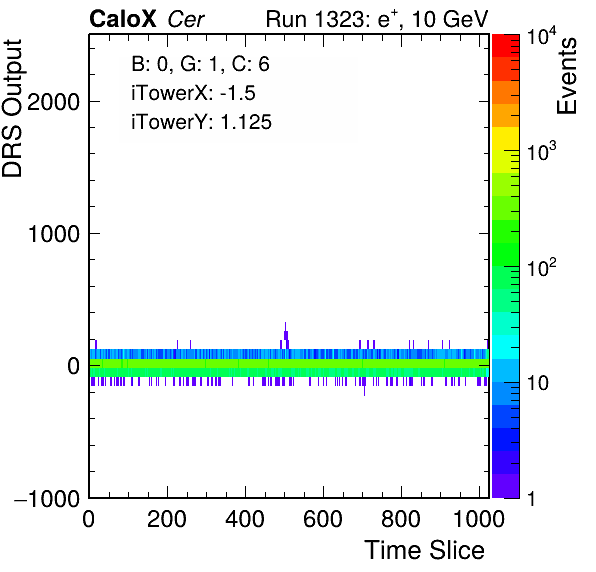 CaloX Cer
Run 1323: e⁺, 10 GeV
B: 0, G: 1, C: 6
iTowerX: -1.5
iTowerY: 1.125
DRS Output
2000
1000
0
−1000
0 200 400 600 800 1000
Time Slice
Events
10⁴
10³
10²
10
1